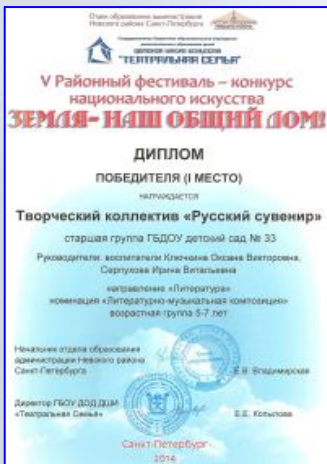 Отдел образования администрации
Невского района Санкт-Петербурга
"ТЕАТРАЛЬНАЯ СЕМЬЯ"
V Районный фестиваль – конкурс
национального искусства
ЗЕМЛЯ- НАШ ОБЩИЙ ДОМ!
ДИПЛОМ
ПОБЕДИТЕЛЯ (I МЕСТО)
НАГРАЖДАЕТСЯ
Творческий коллектив «Русский сувенир»
старшая группа ГБДОУ детский сад № 33
Руководители: воспитатели Ключкина Оксана Викторовна,
Серпухова Ирина Витальевна
направление «Литература»
номинация «Литературно-музыкальная композиция»
возрастная группа 5-7 лет
Начальник отдела образования
администрации Невского района
Санкт-Петербурга
Е.В. Владимирская
Директор ГБОУ ДОД ДШИ
«Театральная Семья»
Е.Е. Копылова
Санкт-Петербург
2014